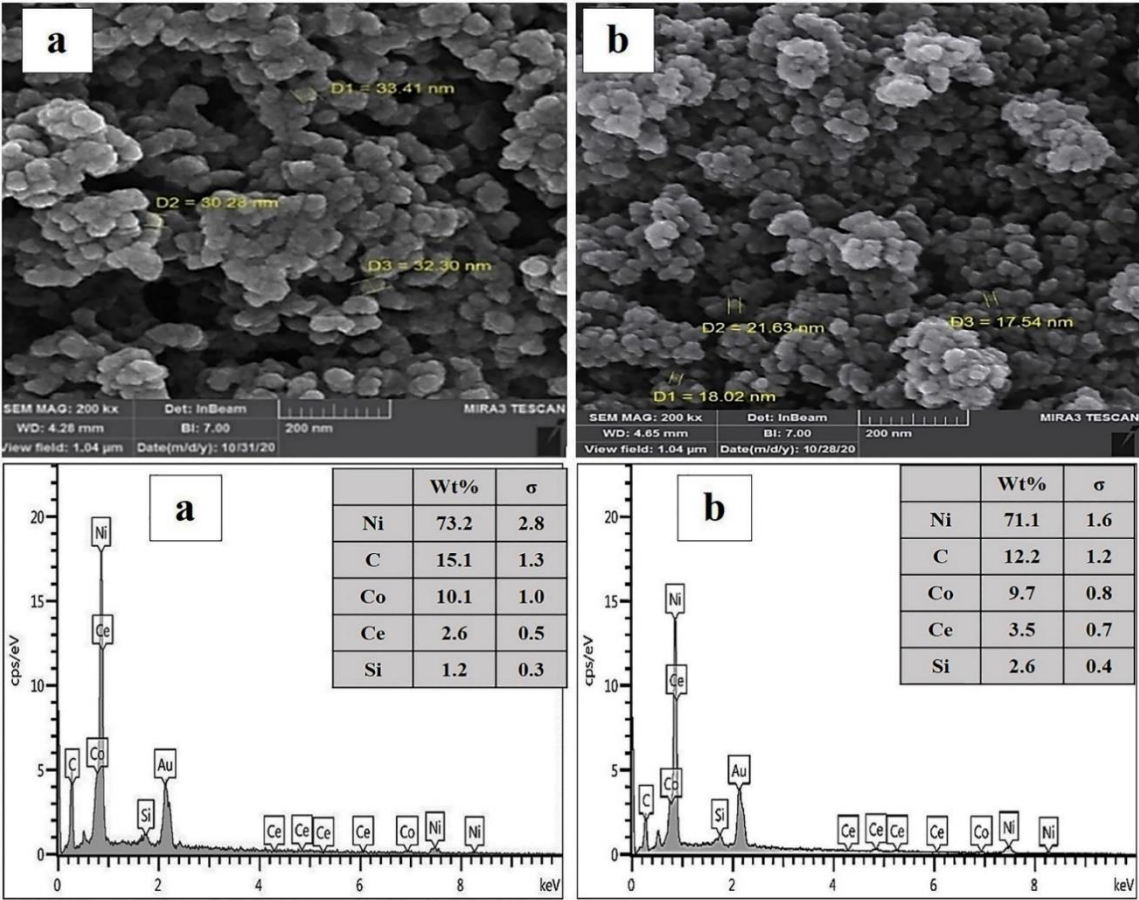 a
D1 = 33.41 nm
D2 = 30.28 nm
D3 = 32.30 nm
SEM MAG: 200 kx Det: InBeam MIRA3 TESCAN
WD: 4.28 mm BI: 7.00 200 nm
View field: 1.04 µm Date(m/d/y): 10/31/20
b
D2 = 21.63 nm
D3 = 17.54 nm
D1 = 18.02 nm
SEM MAG: 200 kx Det: InBeam MIRA3 TESCAN
WD: 4.65 mm BI: 7.00 200 nm
View field: 1.04 µm Date(m/d/y): 10/28/20
a
Wt% σ
Ni 73.2 2.8
C 15.1 1.3
Co 10.1 1.0
Ce 2.6 0.5
Si 1.2 0.3
cps/eV
20
15
10
5
0
Ni
Ce
Co
C
Au
Si
Ce Ce Ce Ce Co Ni Ni
0 2 4 6 8 keV
b
Wt% σ
Ni 71.1 1.6
C 12.2 1.2
Co 9.7 0.8
Ce 3.5 0.7
Si 2.6 0.4
cps/eV
20
15
10
5
0
Ni
Ce
Co
C
Au
Si
Ce Ce Ce Ce Co Ni Ni
0 2 4 6 8 keV